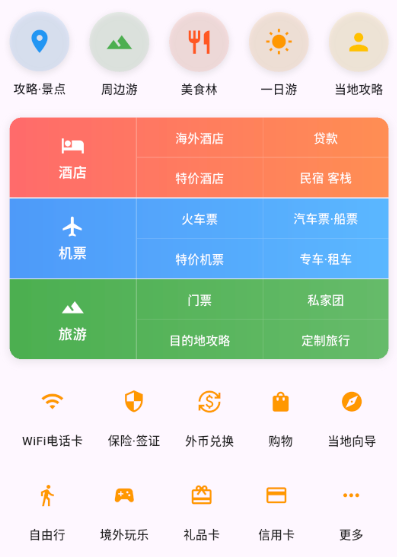 攻略·景点 周边游 美食林 一日游 当地攻略
海外酒店 贷款
酒店
特价酒店 民宿 客栈
火车票 汽车票·船票
机票
特价机票 专车·租车
门票 私家团
旅游
目的地攻略 定制旅行
WiFi电话卡 保险·签证 外币兑换 购物 当地向导
自由行 境外玩乐 礼品卡 信用卡 更多